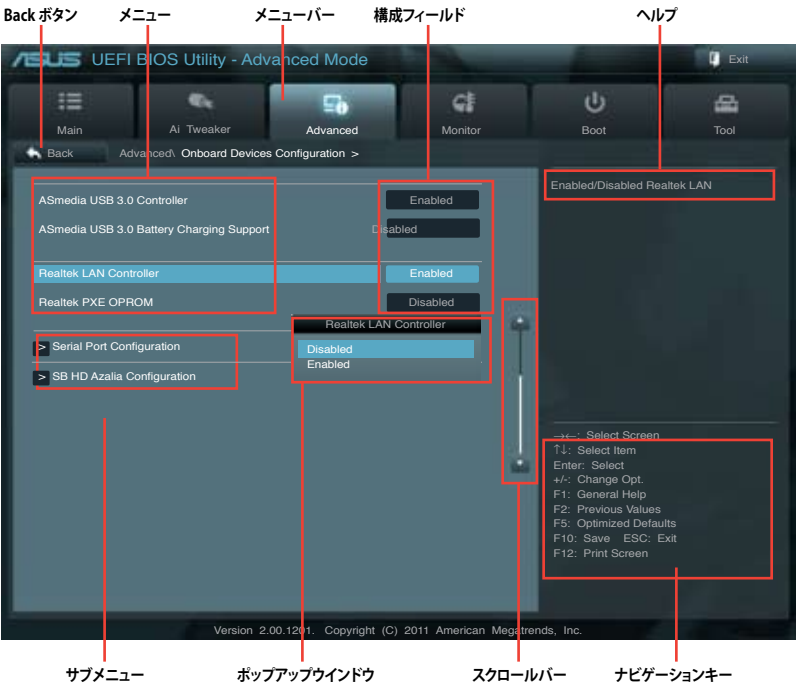 Back ボタン メニュー メニューバー 構成フィールド ヘルプ
ASUS UEFI BIOS Utility - Advanced Mode Exit
Main Ai Tweaker Advanced Monitor Boot Tool
Back Advanced\ Onboard Devices Configuration >
Enabled/Disabled Realtek LAN
ASmedia USB 3.0 Controller Enabled
ASmedia USB 3.0 Battery Charging Support Disabled
Realtek LAN Controller Enabled
Realtek PXE OPROM Disabled
Realtek LAN Controller
> Serial Port Configuration
Disabled
Enabled
> SB HD Azalia Configuration
→←: Select Screen
↑↓: Select Item
Enter: Select
+/-: Change Opt.
F1: General Help
F2: Previous Values
F5: Optimized Defaults
F10: Save ESC: Exit
F12: Print Screen
Version 2.00.1201. Copyright (C) 2011 American Megatrends, Inc.
サブメニュー ポップアップウインドウ スクロールバー ナビゲーションキー